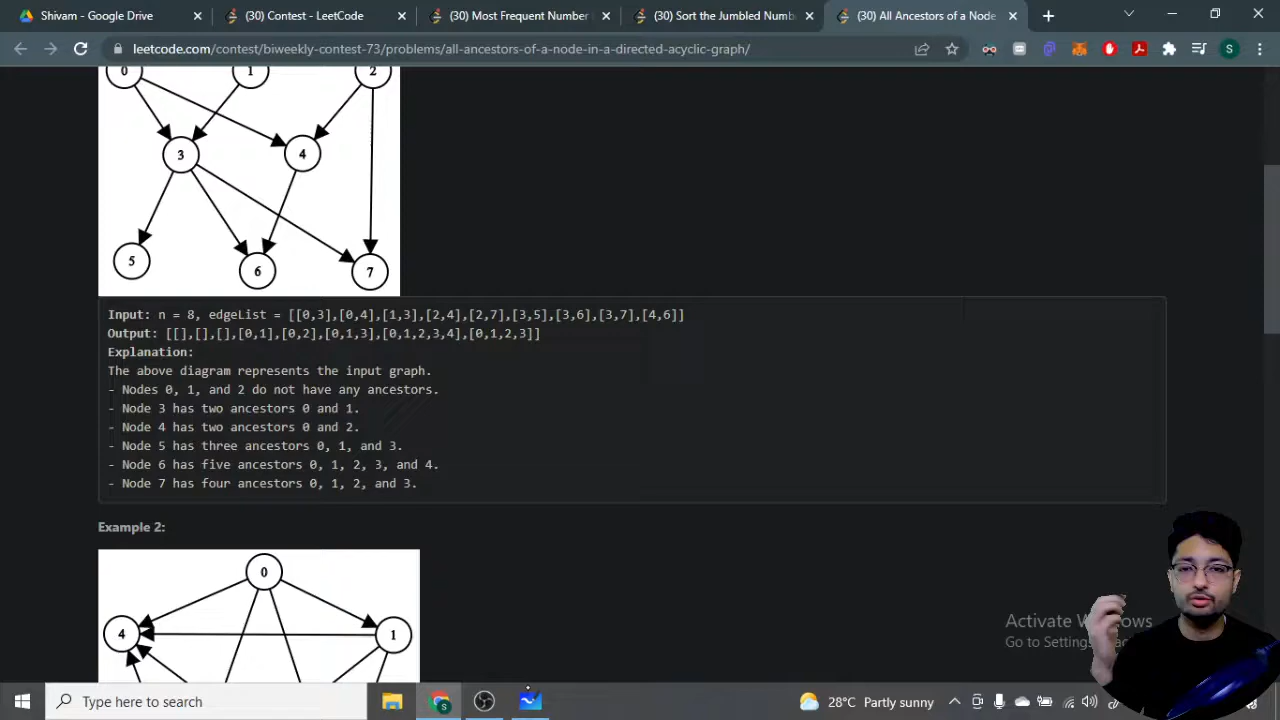 Shivam - Google Drive
(30) Contest - LeetCode
(30) Most Frequent Number
(30) Sort the Jumbled Numb
(30) All Ancestors of a Node
leetcode.com/contest/biweekly-contest-73/problems/all-ancestors-of-a-node-in-a-directed-acyclic-graph/
S
0 1 2
3 4
5 6 7
Input: n = 8, edgeList = [[0,3],[0,4],[1,3],[2,4],[2,7],[3,5],[3,6],[3,7],[4,6]]
Output: [[],[],[],[0,1],[0,2],[0,1,3],[0,1,2,3,4],[0,1,2,3]]
Explanation:
The above diagram represents the input graph.
- Nodes 0, 1, and 2 do not have any ancestors.
- Node 3 has two ancestors 0 and 1.
- Node 4 has two ancestors 0 and 2.
- Node 5 has three ancestors 0, 1, and 3.
- Node 6 has five ancestors 0, 1, 2, 3, and 4.
- Node 7 has four ancestors 0, 1, 2, and 3.
Example 2:
0
4 1
Activate
Go to Settings
Type here to search
28°C Partly sunny